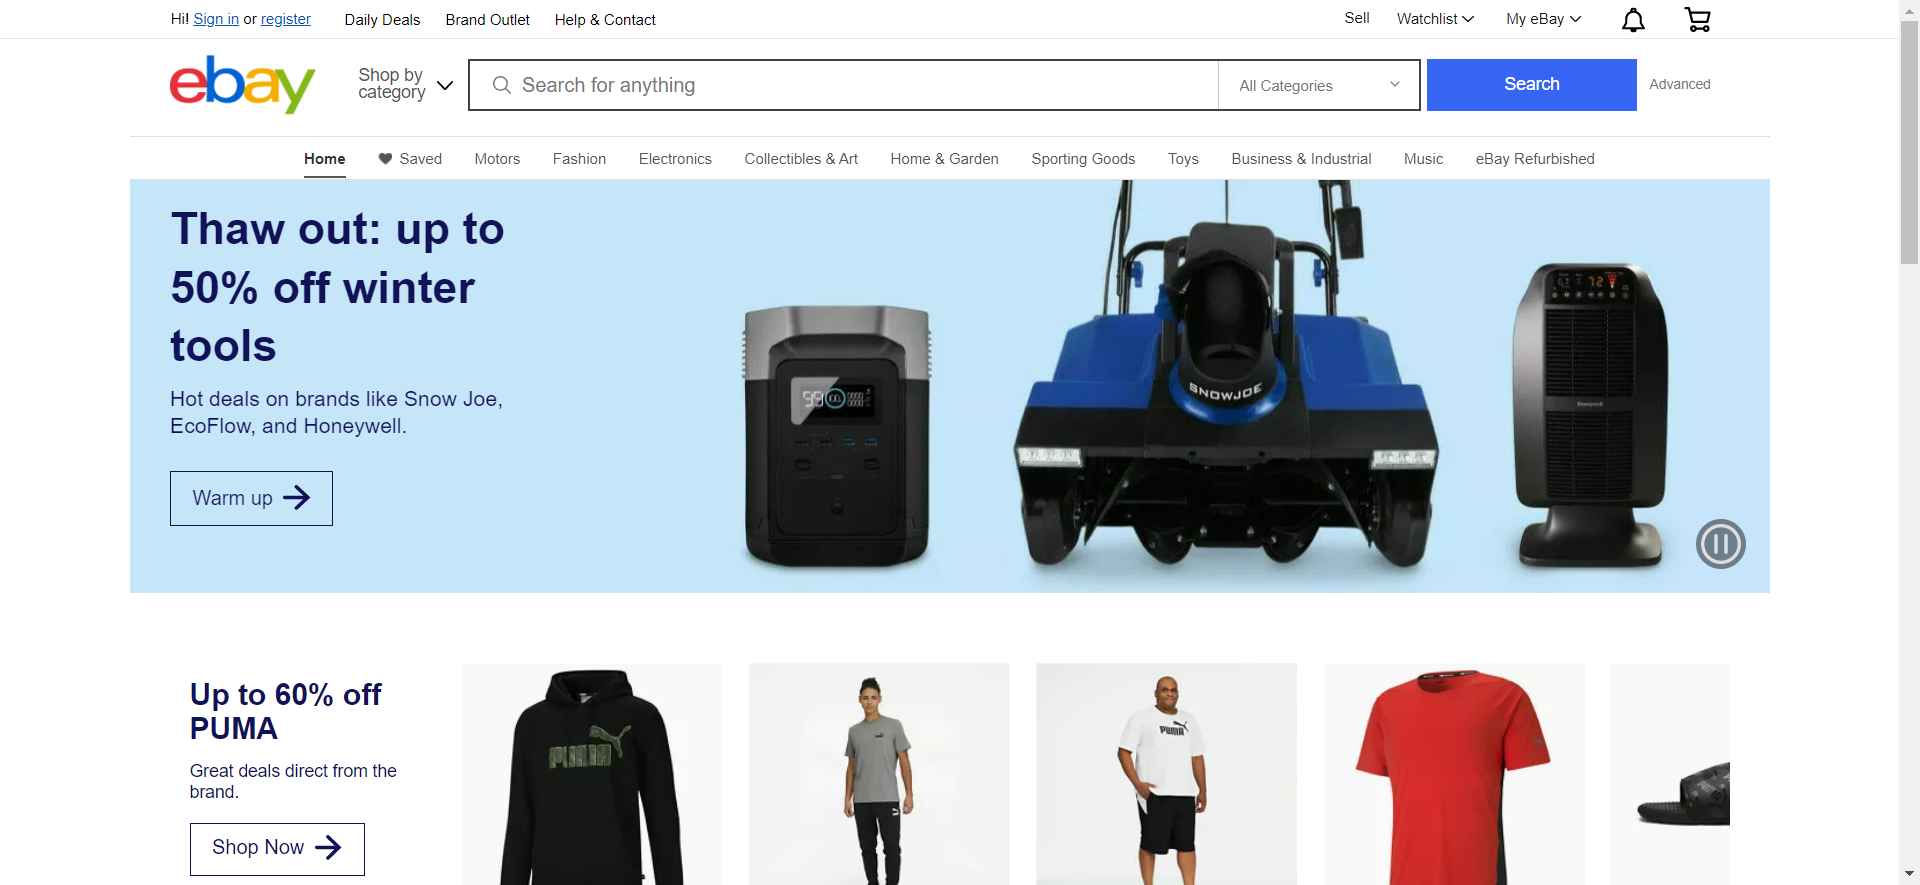 Hi! Sign in or register
Daily Deals
Brand Outlet
Help & Contact
Sell
Watchlist
My eBay
ebay
Shop by
category
Search for anything
All Categories
Search
Advanced
Home
Saved
Motors
Fashion
Electronics
Collectibles & Art
Home & Garden
Sporting Goods
Toys
Business & Industrial
Music
eBay Refurbished
Thaw out: up to
50% off winter
tools
Hot deals on brands like Snow Joe,
EcoFlow, and Honeywell.
Warm up
99
SNOWJOE
72
Honeywell
Up to 60% off
PUMA
Great deals direct from the
brand.
Shop Now
PUMA
PUMA